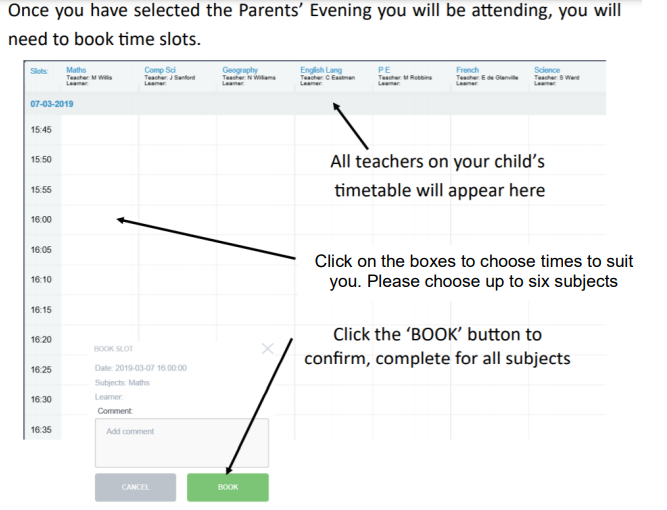 Once you have selected the Parents’ Evening you will be attending, you will
need to book time slots.
Slots: Maths Comp Sci Geography English Lang P E French Science
Teacher: M Willis Teacher: J Sanford Teacher: N Williams Teacher: C Eastman Teacher: M Robbins Teacher: E de Glanville Teacher: S Ward
Learner: Learner: Learner: Learner: Learner: Learner: Learner:
07-03-2019
15:45
15:50
15:55
16:00
16:05
16:10
16:15
16:20
16:25
16:30
16:35
All teachers on your child’s
timetable will appear here
Click on the boxes to choose times to suit
you. Please choose up to six subjects
Click the ‘BOOK’ button to
confirm, complete for all subjects
BOOK SLOT
Date: 2019-03-07 16:00:00
Subjects: Maths
Learner:
Comment:
Add comment
CANCEL BOOK